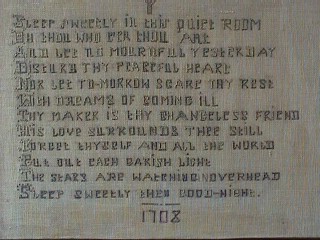 Sleep sweetly in this quiet ROOM
Oh thou who ere thou art
And let no mournful yesterday
Disturb thy peaceful heart
Nor let to-morrow scare thy rest
With dreams of coming ill
Thy maker is thy changeless friend
His love surrounds thee still
Forget thyself and all the world
Put out each garish light
The stars are watching overhead
Sleep sweetly then good-night.
1708